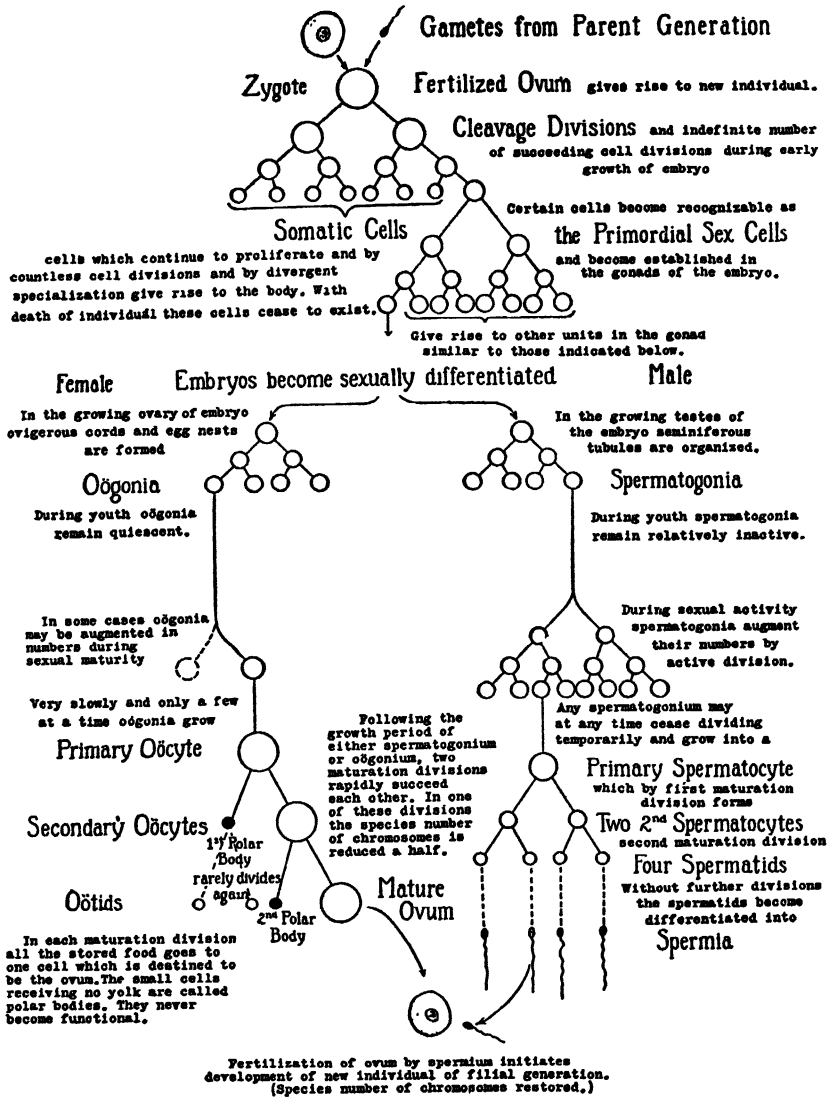 Gametes from Parent Generation
Zygote
Fertilized Ovum gives rise to new individual.
Cleavage Divisions and indefinite number
of succeeding cell divisions during early
growth of embryo
Certain cells become recognizable as
the Primordial Sex Cells
and become established in
the gonads of the embryo.
Somatic Cells
cells which continue to proliferate and by
countless cell divisions and by divergent
specialization give rise to the body. With
death of individual these cells cease to exist.
Give rise to other units in the gonad
similar to those indicated below.
Female
Embryos become sexually differentiated
Male
In the growing ovary of embryo
ovigerous cords and egg nests
are formed
In the growing testes of
the embryo seminiferous
tubules are organized.
Oögonia
Spermatogonia
During youth oögonia
remain quiescent.
During youth spermatogonia
remain relatively inactive.
In some cases oögonia
may be augmented in
numbers during
sexual maturity
During sexual activity
spermatogonia augment
their numbers by
active division.
Very slowly and only a few
at a time oögonia grow
Any spermatogonium may
at any time cease dividing
temporarily and grow into a
Primary Oöcyte
Following the
growth period of
either spermatogonium
or oögonium, two
maturation divisions
rapidly succeed
each other. In one
of these divisions
the species number
of chromosomes is
reduced a half.
Primary Spermatocyte
which by first maturation
division forms
Secondary Oöcytes
1st Polar
Body
rarely divides
again
Two 2nd Spermatocytes
second maturation division
Four Spermatids
Without further divisions
the spermatids become
differentiated into
Spermia
Oötids
2nd Polar
Body
Mature
Ovum
In each maturation division
all the stored food goes to
one cell which is destined to
be the ovum. The small cells
receiving no yolk are called
polar bodies. They never
become functional.
Fertilization of ovum by spermium initiates
development of new individual of filial generation.
(Species number of chromosomes restored.)